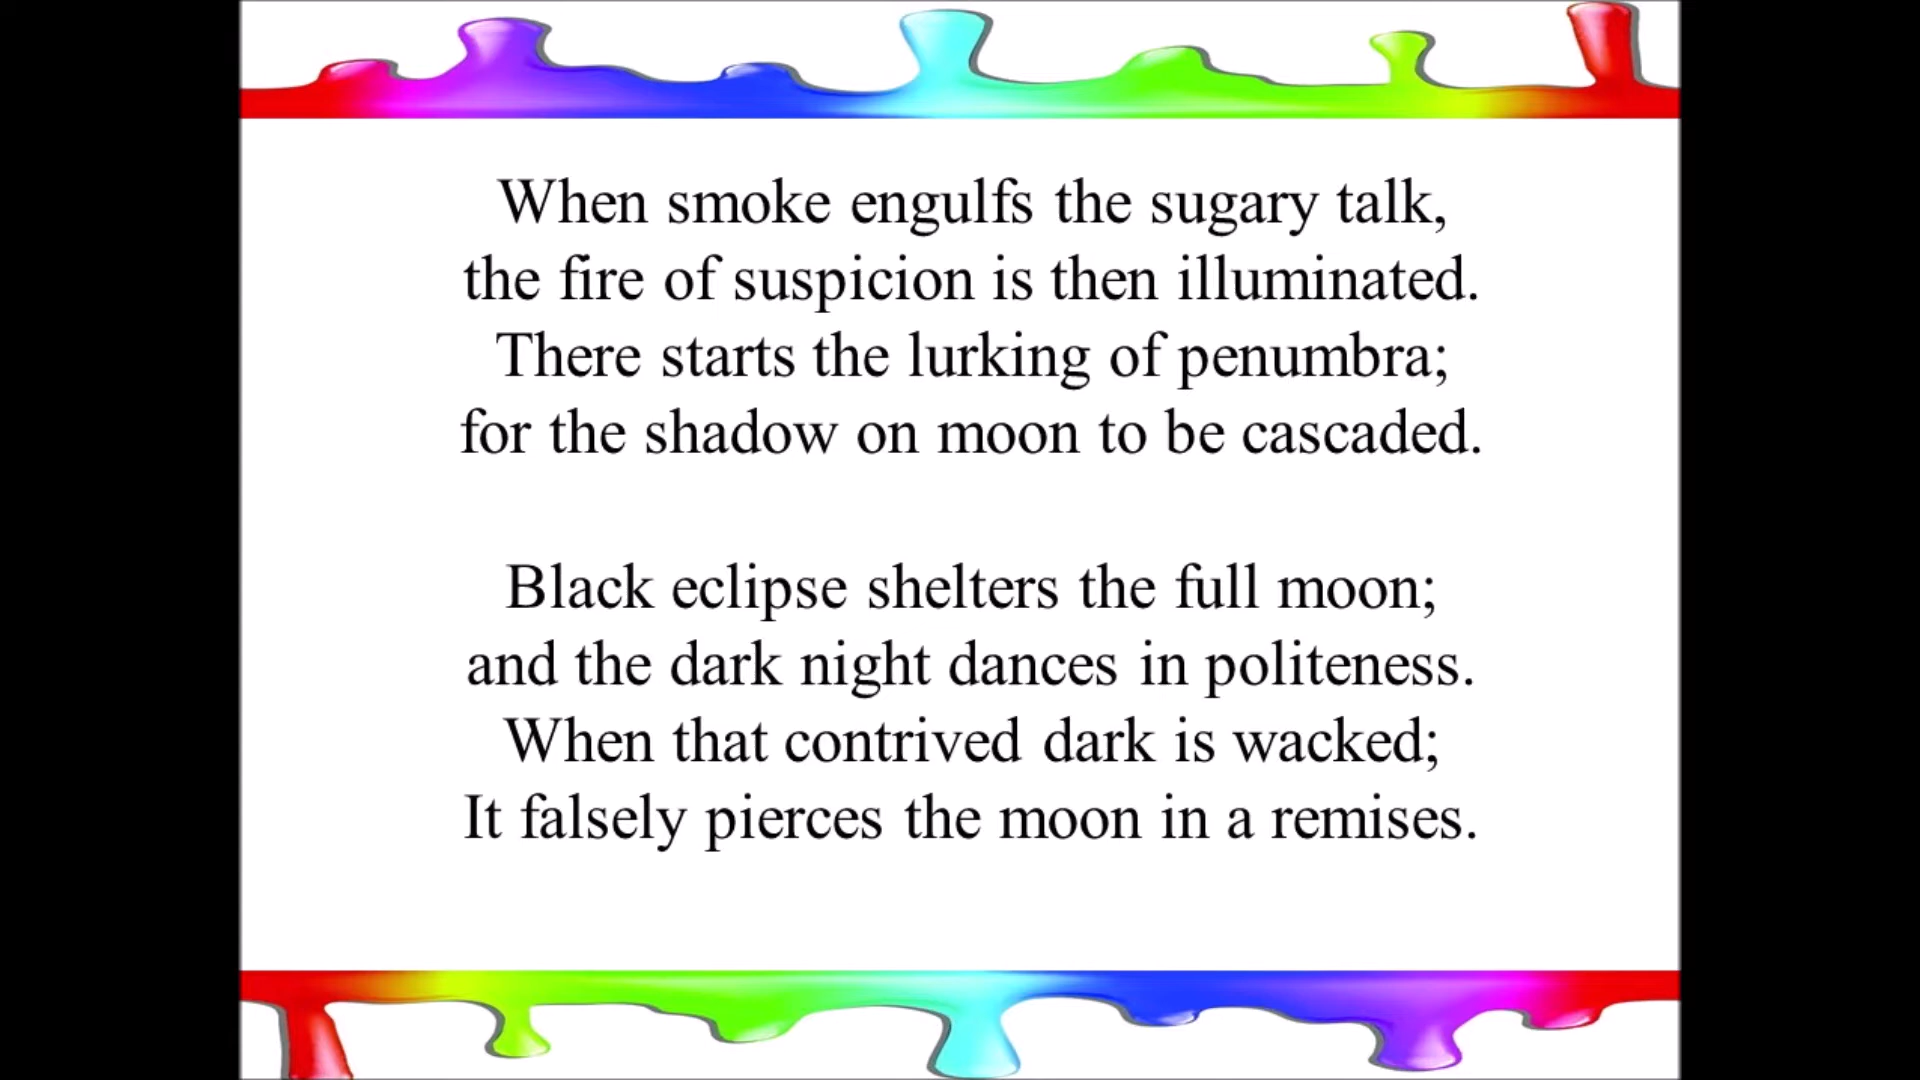 When smoke engulfs the sugary talk,
the fire of suspicion is then illuminated.
There starts the lurking of penumbra;
for the shadow on moon to be cascaded.
Black eclipse shelters the full moon;
and the dark night dances in politeness.
When that contrived dark is wacked;
It falsely pierces the moon in a remises.